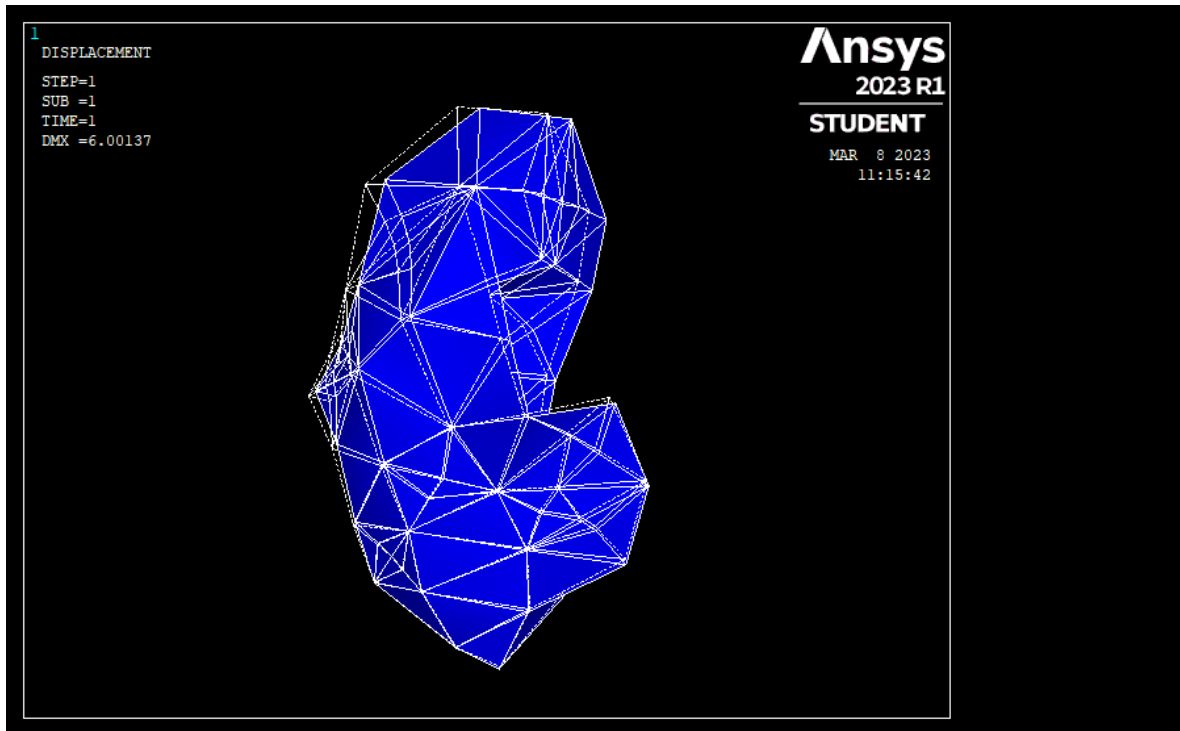 1
DISPLACEMENT
STEP=1
SUB =1
TIME=1
DMX =6.00137
Ansys
2023 R1
STUDENT
MAR  8 2023
11:15:42